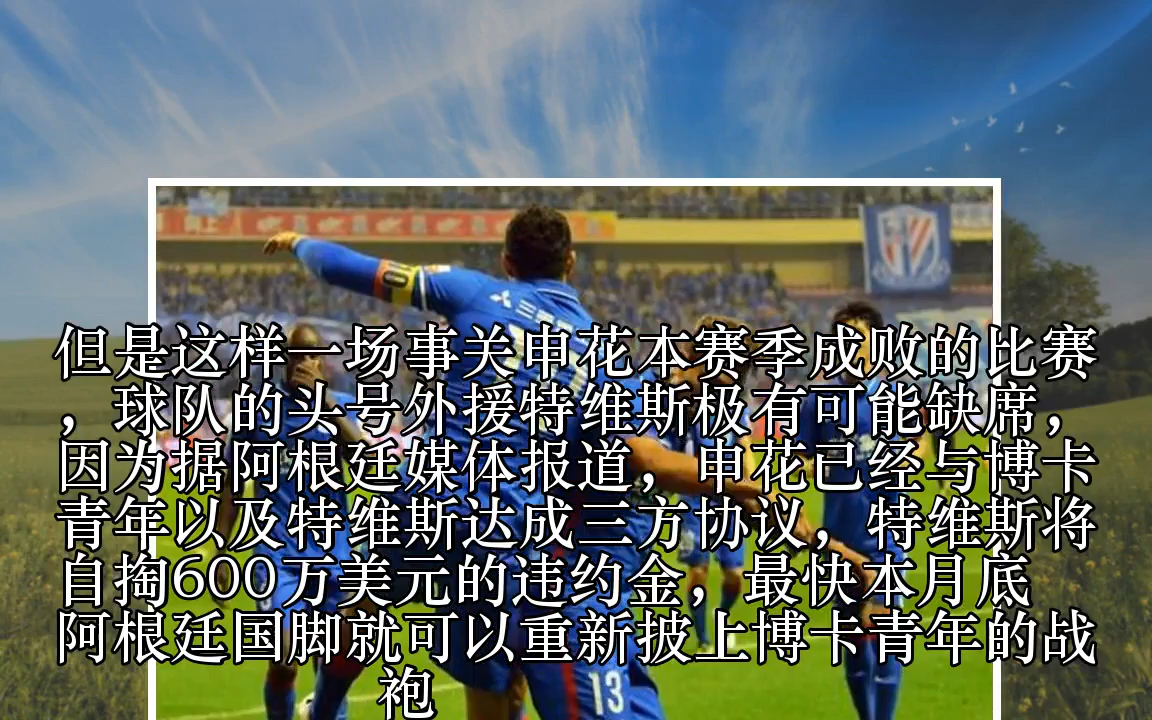 但是这样一场事关申花本赛季成败的比赛
，球队的头号外援特维斯极有可能缺席，
因为据阿根廷媒体报道，申花已经与博卡
青年以及特维斯达成三方协议，特维斯将
自掏600万美元的违约金，最快本月底
阿根廷国脚就可以重新披上博卡青年的战
袍
13